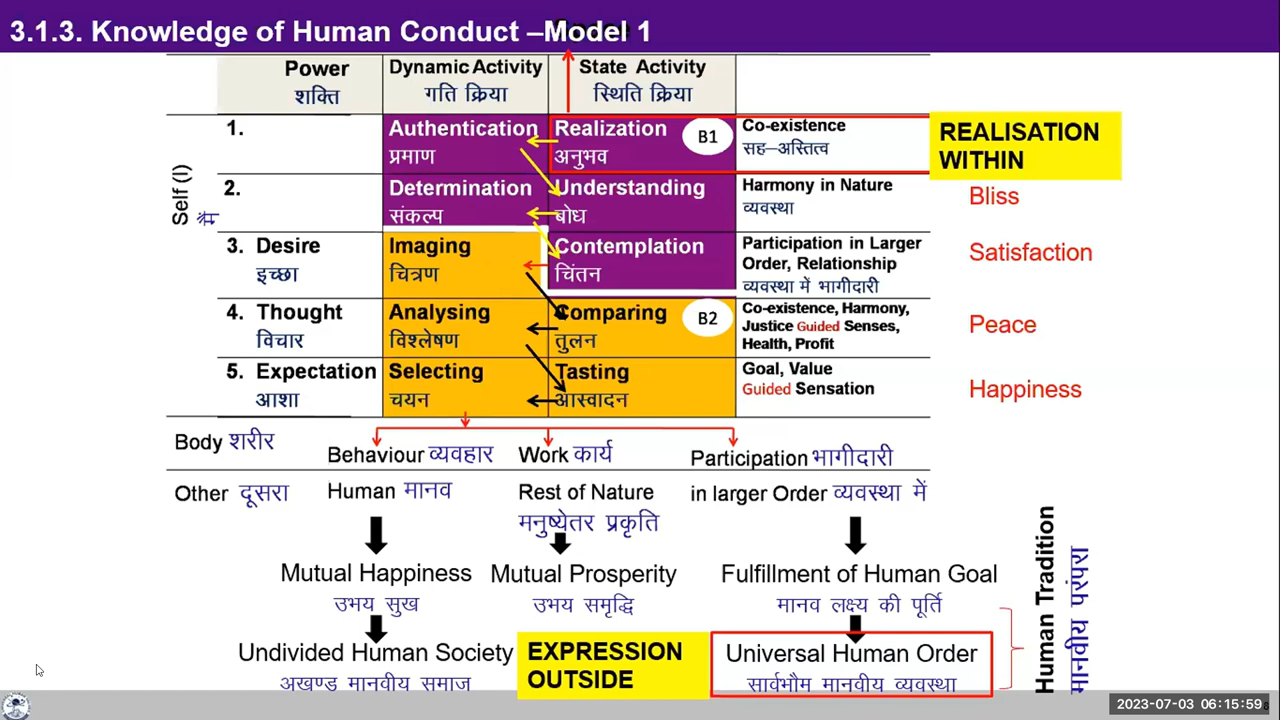 3.1.3. Knowledge of Human Conduct –Model 1
Power
Dynamic Activity
State Activity
शक्ति
गति क्रिया
स्थिति क्रिया
Self (I)
मैं
1.
Authentication
Realization
B1
Co-existence
प्रमाण
अनुभव
सह–अस्तित्व
REALISATION
WITHIN
2.
Determination
Understanding
Harmony in Nature
Bliss
संकल्प
बोध
व्यवस्था
3. Desire
Imaging
Contemplation
Participation in Larger
Order, Relationship
Satisfaction
इच्छा
चित्रण
चिंतन
व्यवस्था में भागीदारी
4. Thought
Analysing
Comparing
B2
Co-existence, Harmony,
Justice Guided Senses,
Health, Profit
Peace
विचार
विश्लेषण
तुलन
5. Expectation
Selecting
Tasting
Goal, Value
Guided Sensation
Happiness
आशा
चयन
आस्वादन
Body शरीर
Behaviour व्यवहार
Work कार्य
Participation भागीदारी
Other दूसरा
Human मानव
Rest of Nature
in larger Order व्यवस्था में
मनुष्येतर प्रकृति
Mutual Happiness
Mutual Prosperity
Fulfillment of Human Goal
उभय सुख
उभय समृद्धि
मानव लक्ष्य की पूर्ति
Undivided Human Society
EXPRESSION
OUTSIDE
Universal Human Order
अखण्ड मानवीय समाज
सार्वभौम मानवीय व्यवस्था
Human Tradition
मानवीय परंपरा
2023-07-03 06:15:59